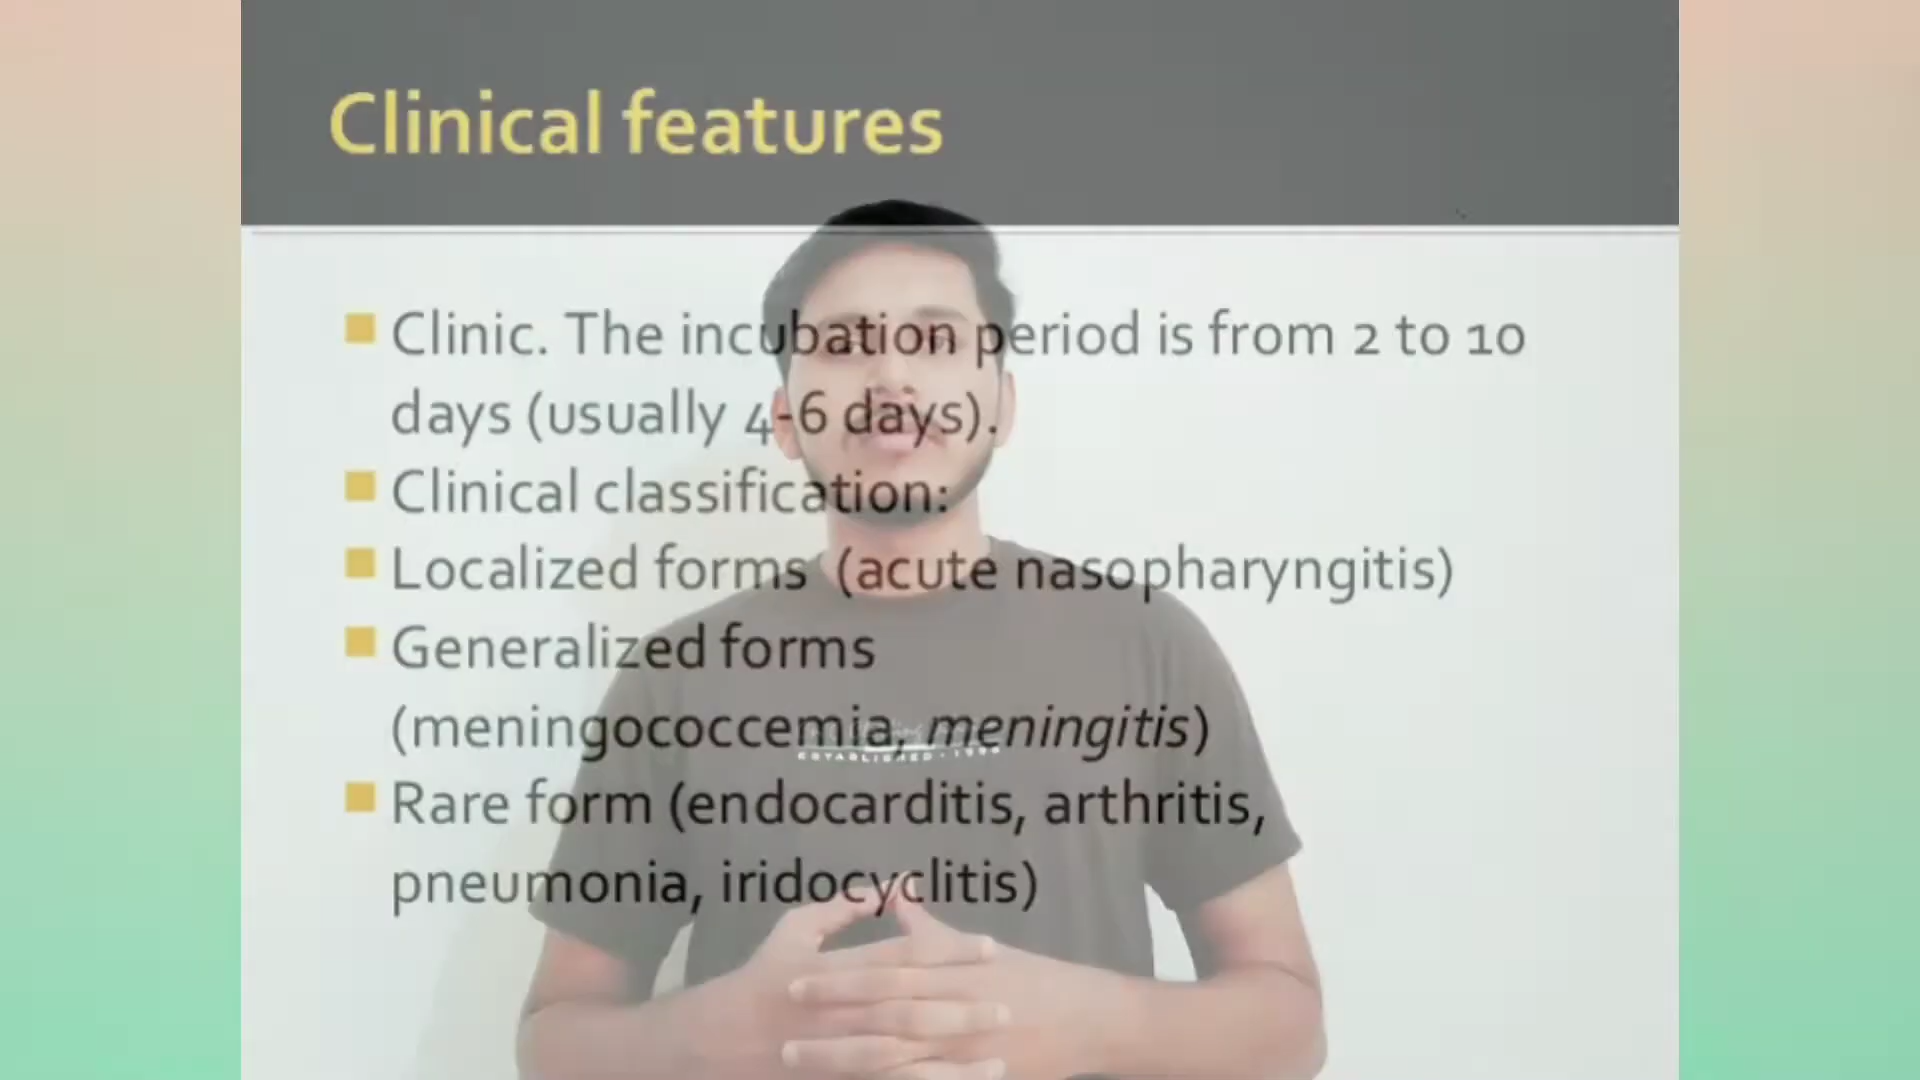 Clinical features
Clinic. The incubation period is from 2 to 10
days (usually 4-6 days).
Clinical classification:
Localized forms (acute nasopharyngitis)
Generalized forms
(meningococcemia, meningitis)
Rare form (endocarditis, arthritis,
pneumonia, iridocyclitis)
ESTABLISHED